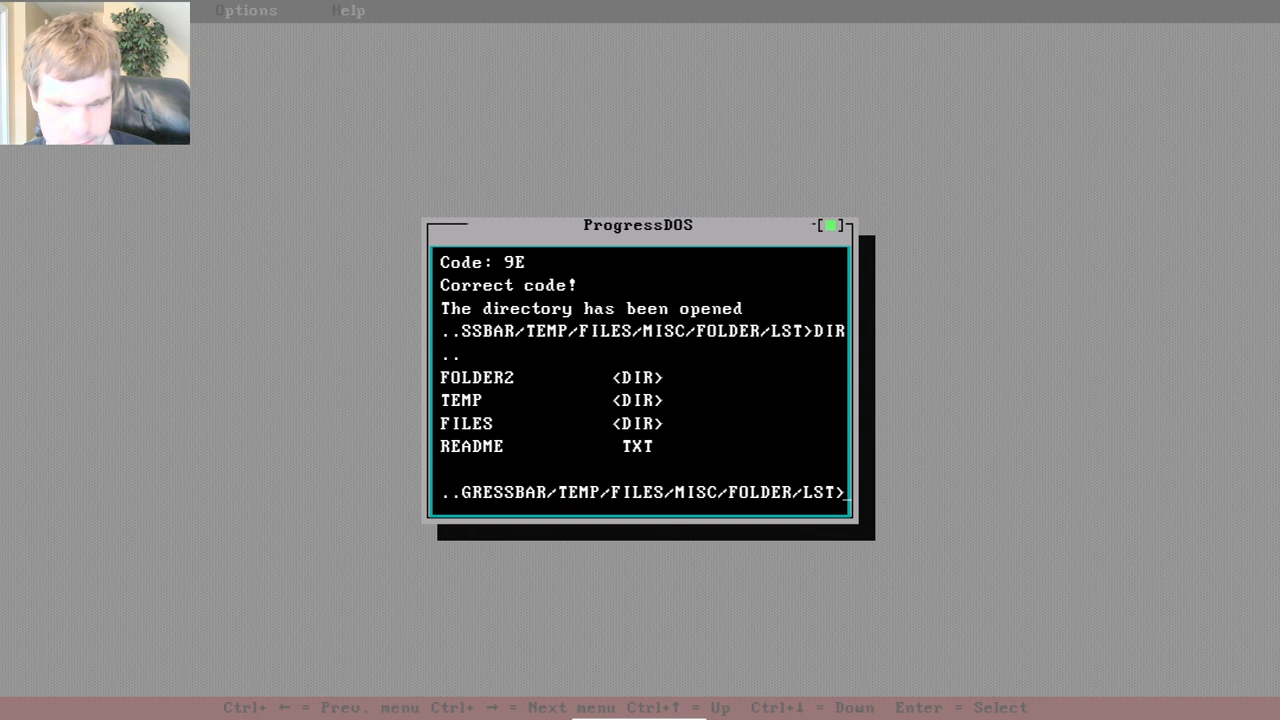 Options Help
ProgressDOS
Code: 9E
Correct code!
The directory has been opened
..SSBAR/TEMP/FILES/MISC/FOLDER/LST>DIR
..
FOLDER2 <DIR>
TEMP <DIR>
FILES <DIR>
README TXT
..GRESSBAR/TEMP/FILES/MISC/FOLDER/LST>_
Ctrl+ ← = Prev. menu Ctrl+ → = Next menu Ctrl+↑ = Up Ctrl+↓ = Down Enter = Select